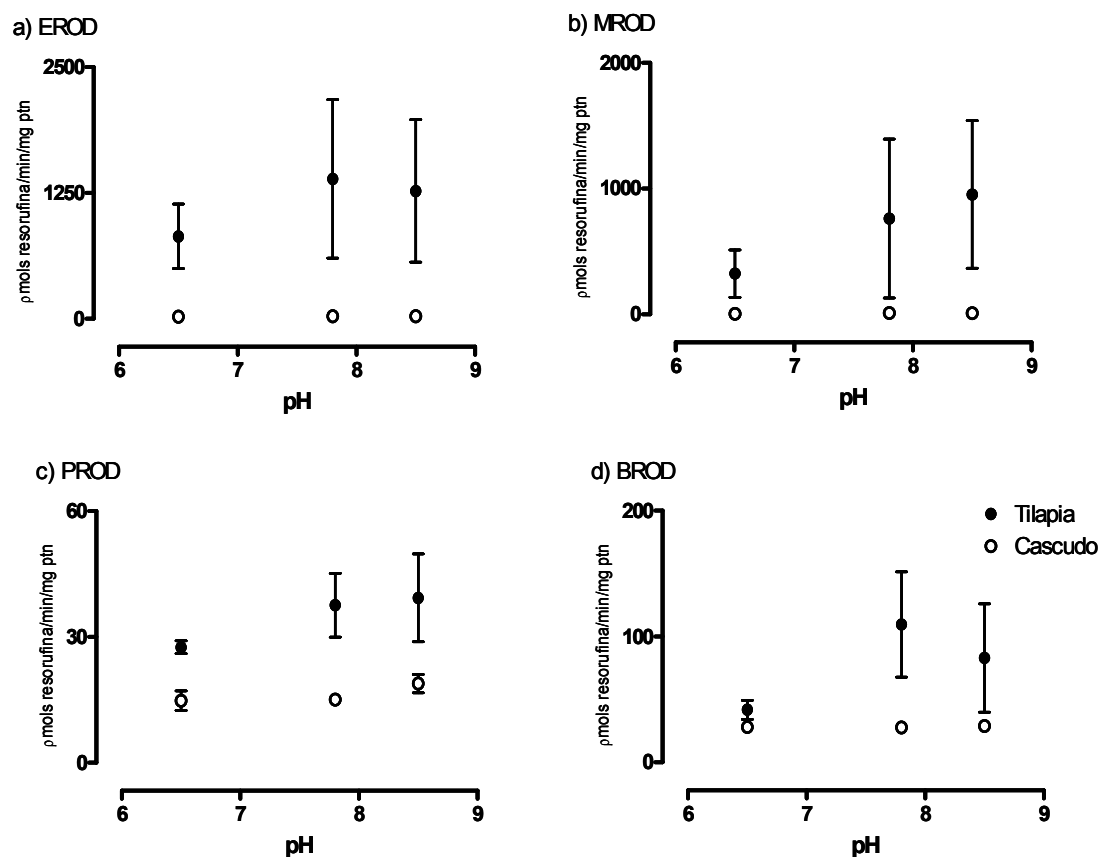 a) EROD
2500
1250
0
ρmols resorufina/min/mg ptn
6 7 8 9
pH
b) MROD
2000
1000
0
ρmols resorufina/min/mg ptn
6 7 8 9
pH
c) PROD
60
30
0
ρmols resorufina/min/mg ptn
6 7 8 9
pH
d) BROD
200
100
0
ρmols resorufina/min/mg ptn
Tilapia
Cascudo
6 7 8 9
pH